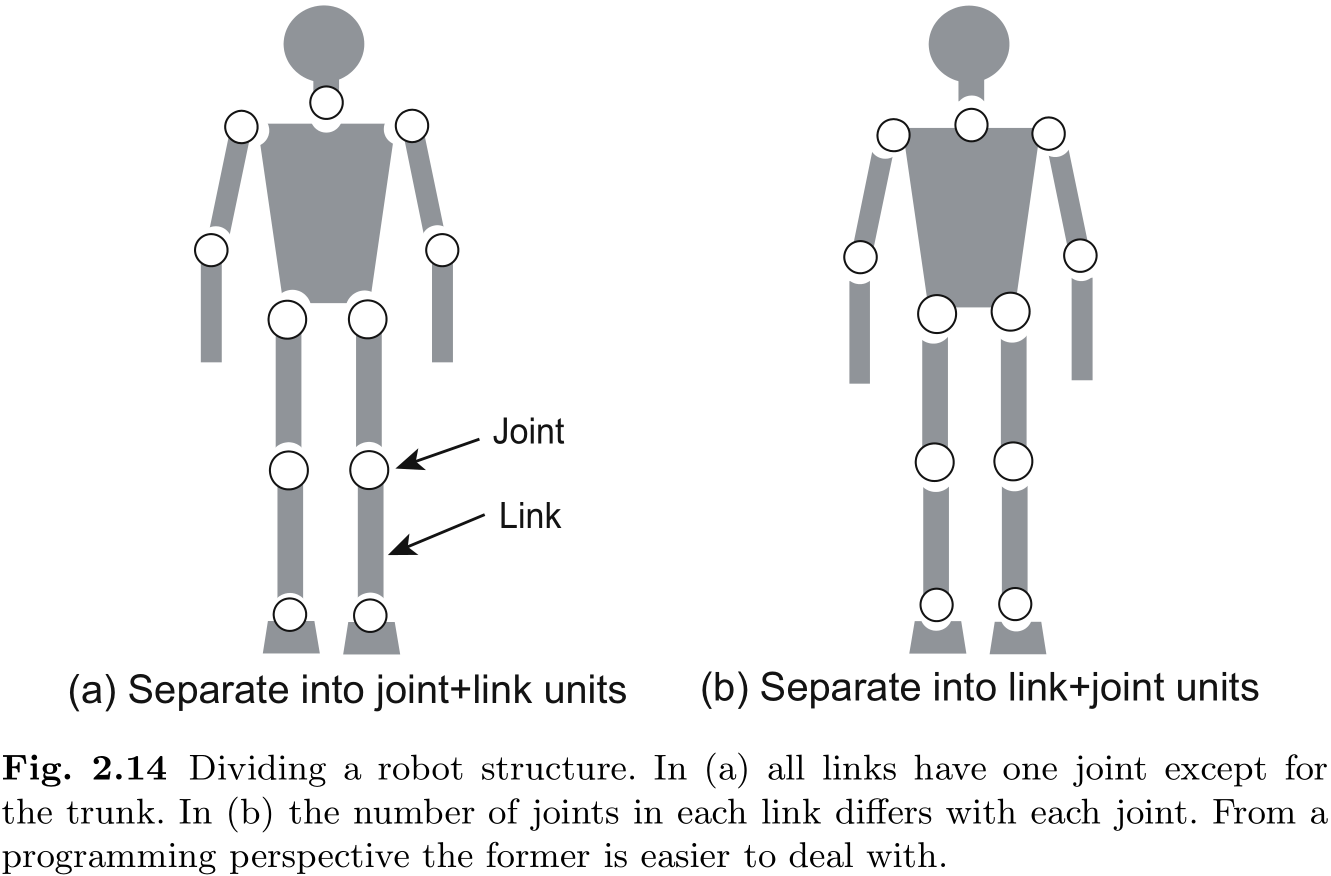 Joint
Link
(a) Separate into joint+link units
(b) Separate into link+joint units
Fig. 2.14 Dividing a robot structure. In (a) all links have one joint except for
the trunk. In (b) the number of joints in each link differs with each joint. From a
programming perspective the former is easier to deal with.